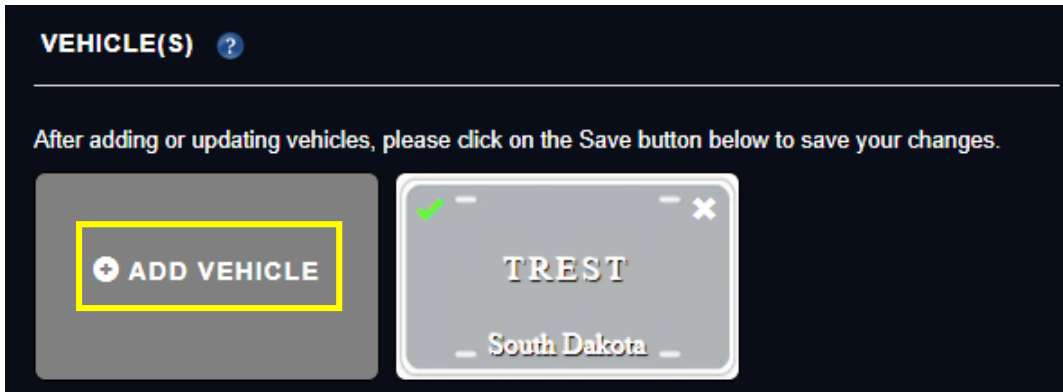 VEHICLE(S) ?
After adding or updating vehicles, please click on the Save button below to save your changes.
ADD VEHICLE
TREST
South Dakota